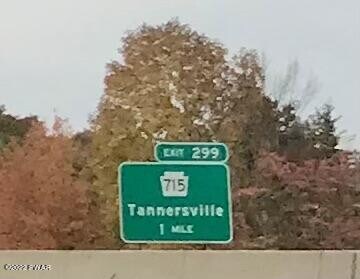 EXIT 299
715
Tannersville
1 MILE
©2022 PWAR